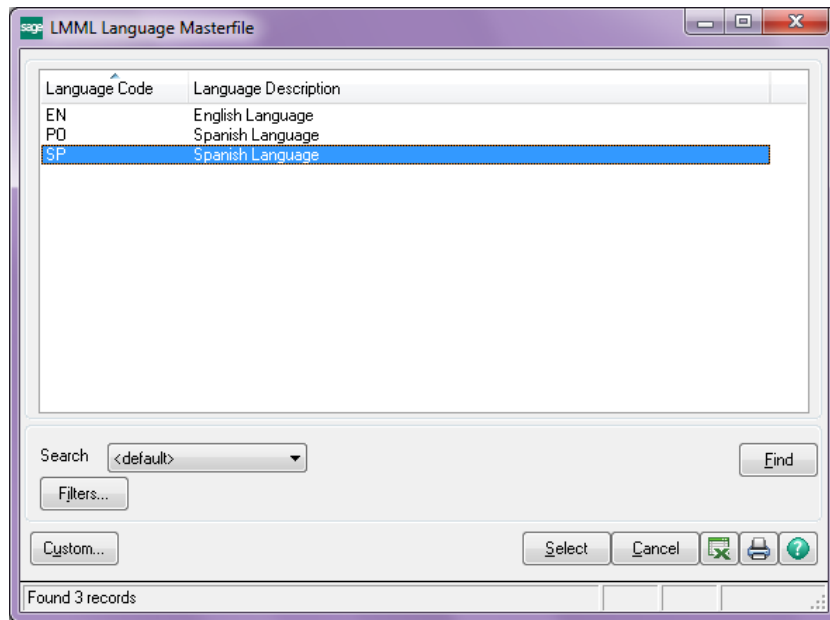 sage LMML Language Masterfile
Language Code Language Description
EN English Language
PO Spanish Language
SP Spanish Language
Search <default> Find
Filters...
Custom... Select Cancel
Found 3 records